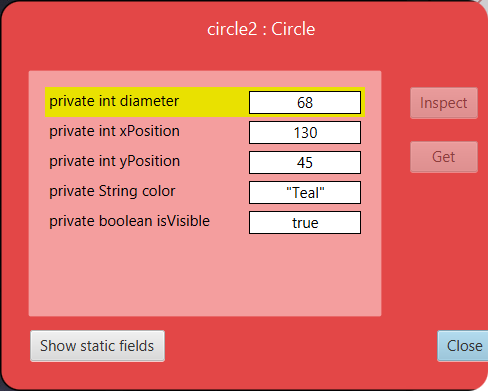 circle2 : Circle
private int diameter 68
private int xPosition 130
private int yPosition 45
private String color "Teal"
private boolean isVisible true
Inspect
Get
Show static fields
Close